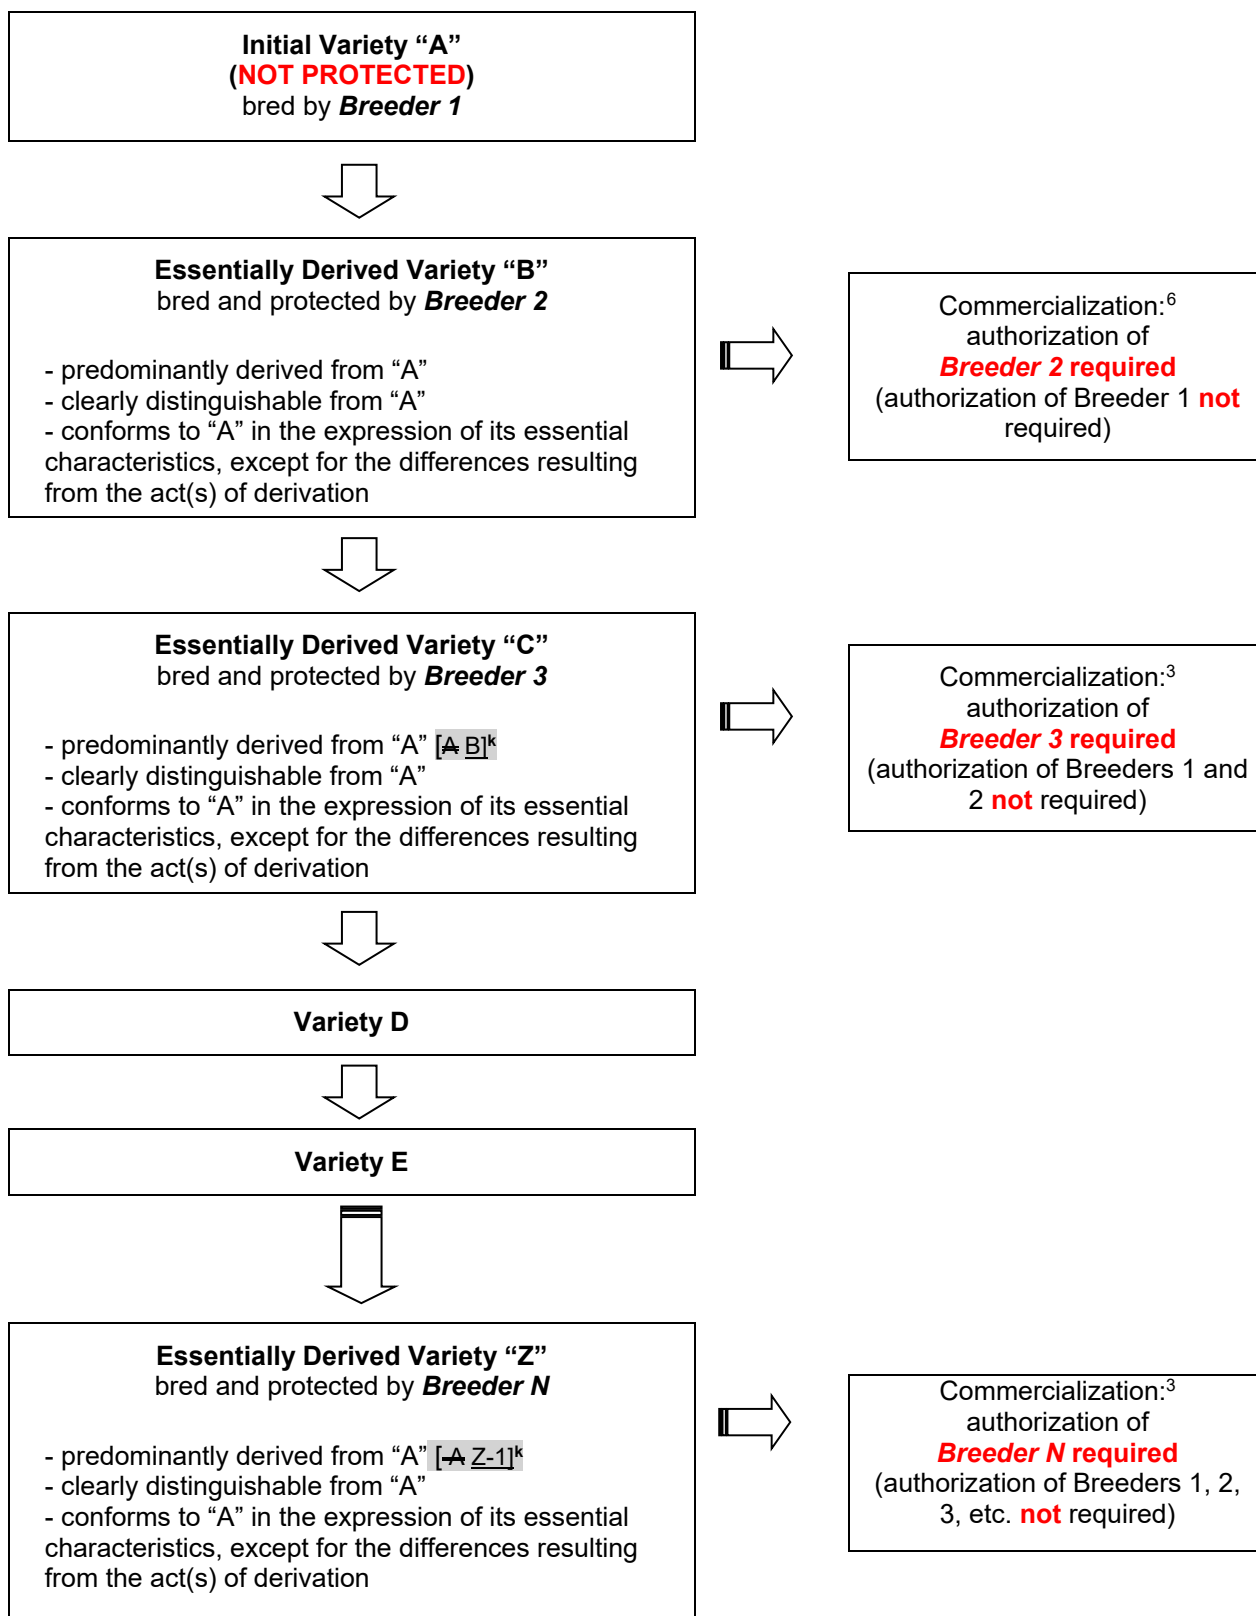 Initial Variety “A”
(NOT PROTECTED)
bred by Breeder 1
Essentially Derived Variety “B”
bred and protected by Breeder 2
- predominantly derived from “A”
- clearly distinguishable from “A”
- conforms to “A” in the expression of its essential
characteristics, except for the differences resulting
from the act(s) of derivation
Commercialization:6
authorization of
Breeder 2 required
(authorization of Breeder 1 not
required)
Essentially Derived Variety “C”
bred and protected by Breeder 3
- predominantly derived from “A” [A B]k
- clearly distinguishable from “A”
- conforms to “A” in the expression of its essential
characteristics, except for the differences resulting
from the act(s) of derivation
Commercialization:3
authorization of
Breeder 3 required
(authorization of Breeders 1 and
2 not required)
Variety D
Variety E
Essentially Derived Variety “Z”
bred and protected by Breeder N
- predominantly derived from “A” [ A Z-1]k
- clearly distinguishable from “A”
- conforms to “A” in the expression of its essential
characteristics, except for the differences resulting
from the act(s) of derivation
Commercialization:3
authorization of
Breeder N required
(authorization of Breeders 1, 2,
3, etc. not required)